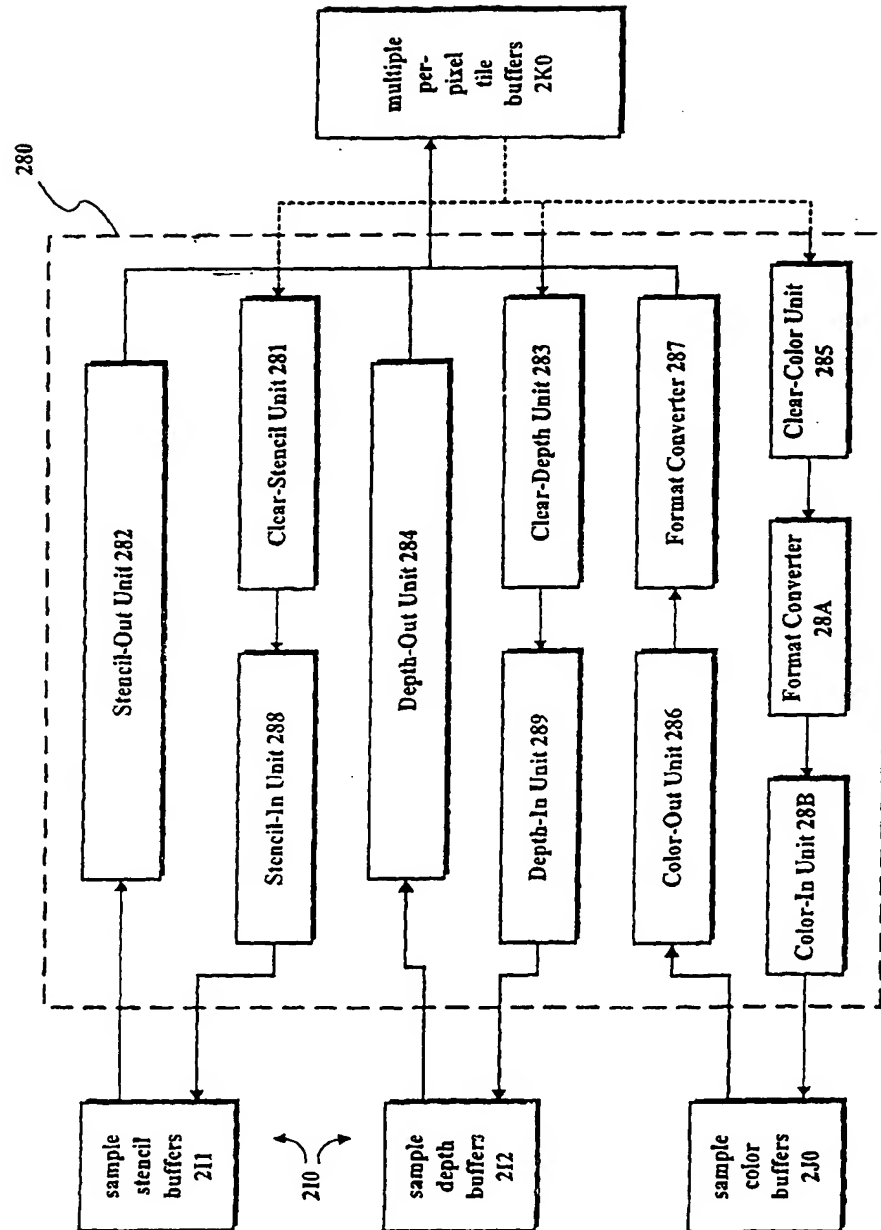 280
multiple
per-
pixel
tile
buffers
2K0
Stencil-Out Unit 282
Clear-Stencil Unit 281
Stencil-In Unit 288
Depth-Out Unit 284
Clear-Depth Unit 283
Depth-In Unit 289
Format Converter 287
Color-Out Unit 286
Clear-Color Unit
285
Format Converter
28A
Color-In Unit 28B
sample
stencil
buffers
2I1
2I0
sample
depth
buffers
2I2
sample
color
buffers
2J0